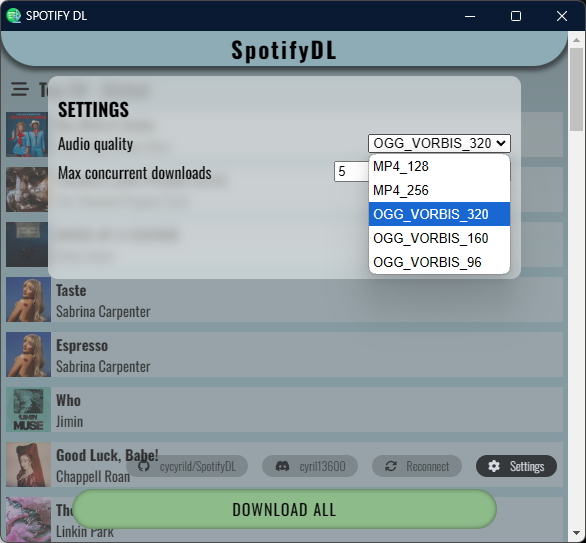 SPOTIFY DL
SpotifyDL
SETTINGS
Audio quality
OGG_VORBIS_320
Max concurrent downloads
5
MP4_128
MP4_256
OGG_VORBIS_320
OGG_VORBIS_160
OGG_VORBIS_96
Taste
Sabrina Carpenter
Espresso
Sabrina Carpenter
Who
Jimin
Good Luck, Babe!
Chappell Roan
cycyrild/SpotifyDL
cyril13600
Reconnect
Settings
DOWNLOAD ALL
Linkin Park